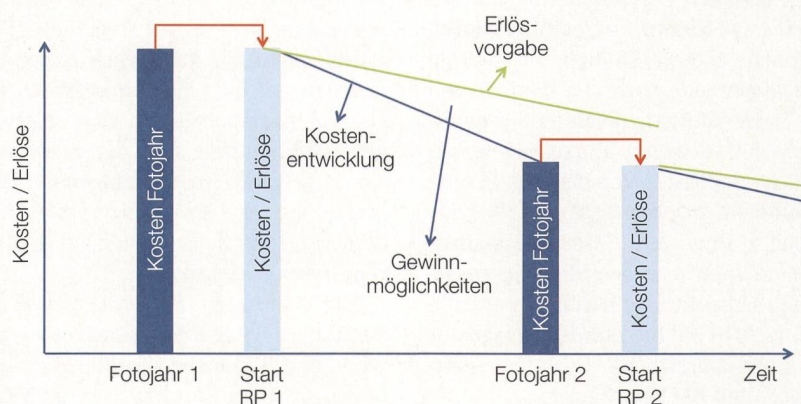 Erlös-
vorgabe
Kosten / Erlöse
Kosten Fotojahr
Kosten / Erlöse
Kosten-
entwicklung
Gewinn-
möglichkeiten
Kosten Fotojahr
Kosten / Erlöse
Fotojahr 1
Start
RP 1
Fotojahr 2
Start
RP 2
Zeit